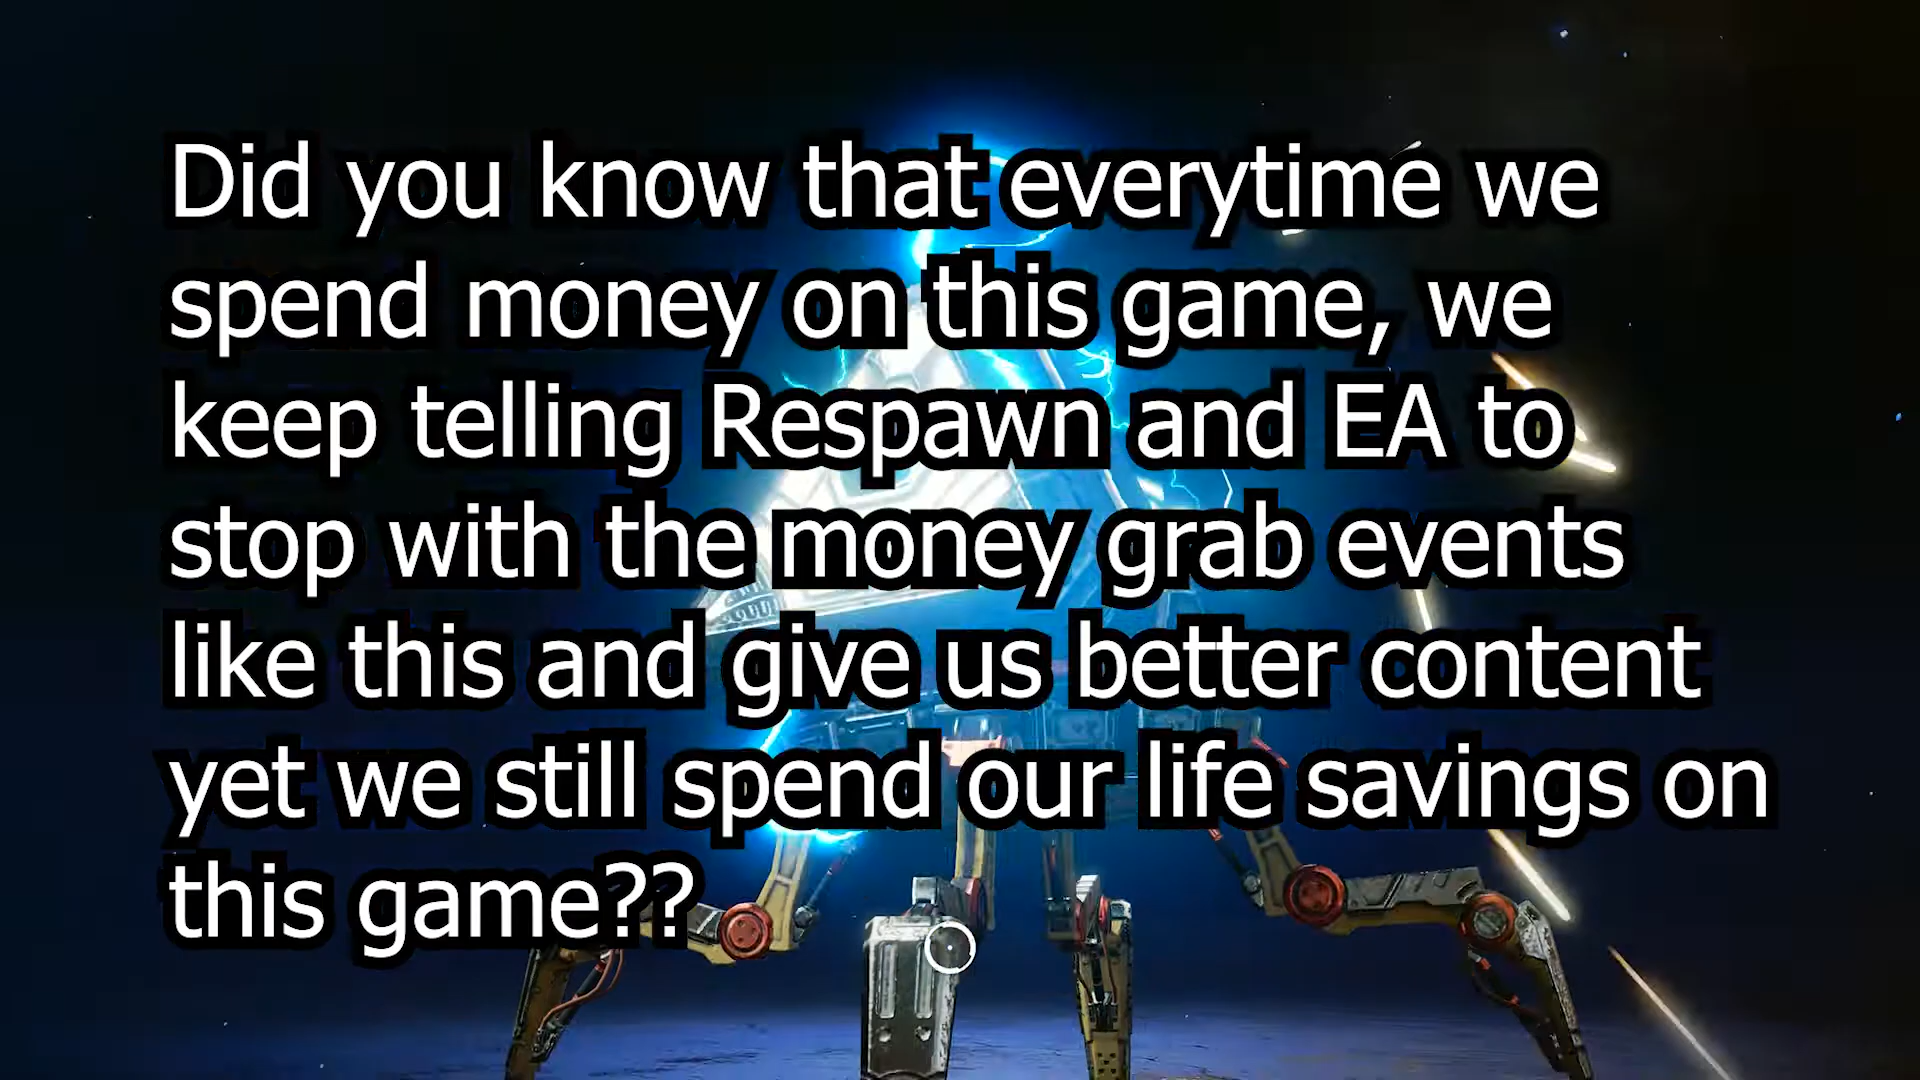 Did you know that everytime we
spend money on this game, we
keep telling Respawn and EA to
stop with the money grab events
like this and give us better content
yet we still spend our life savings on
this game??